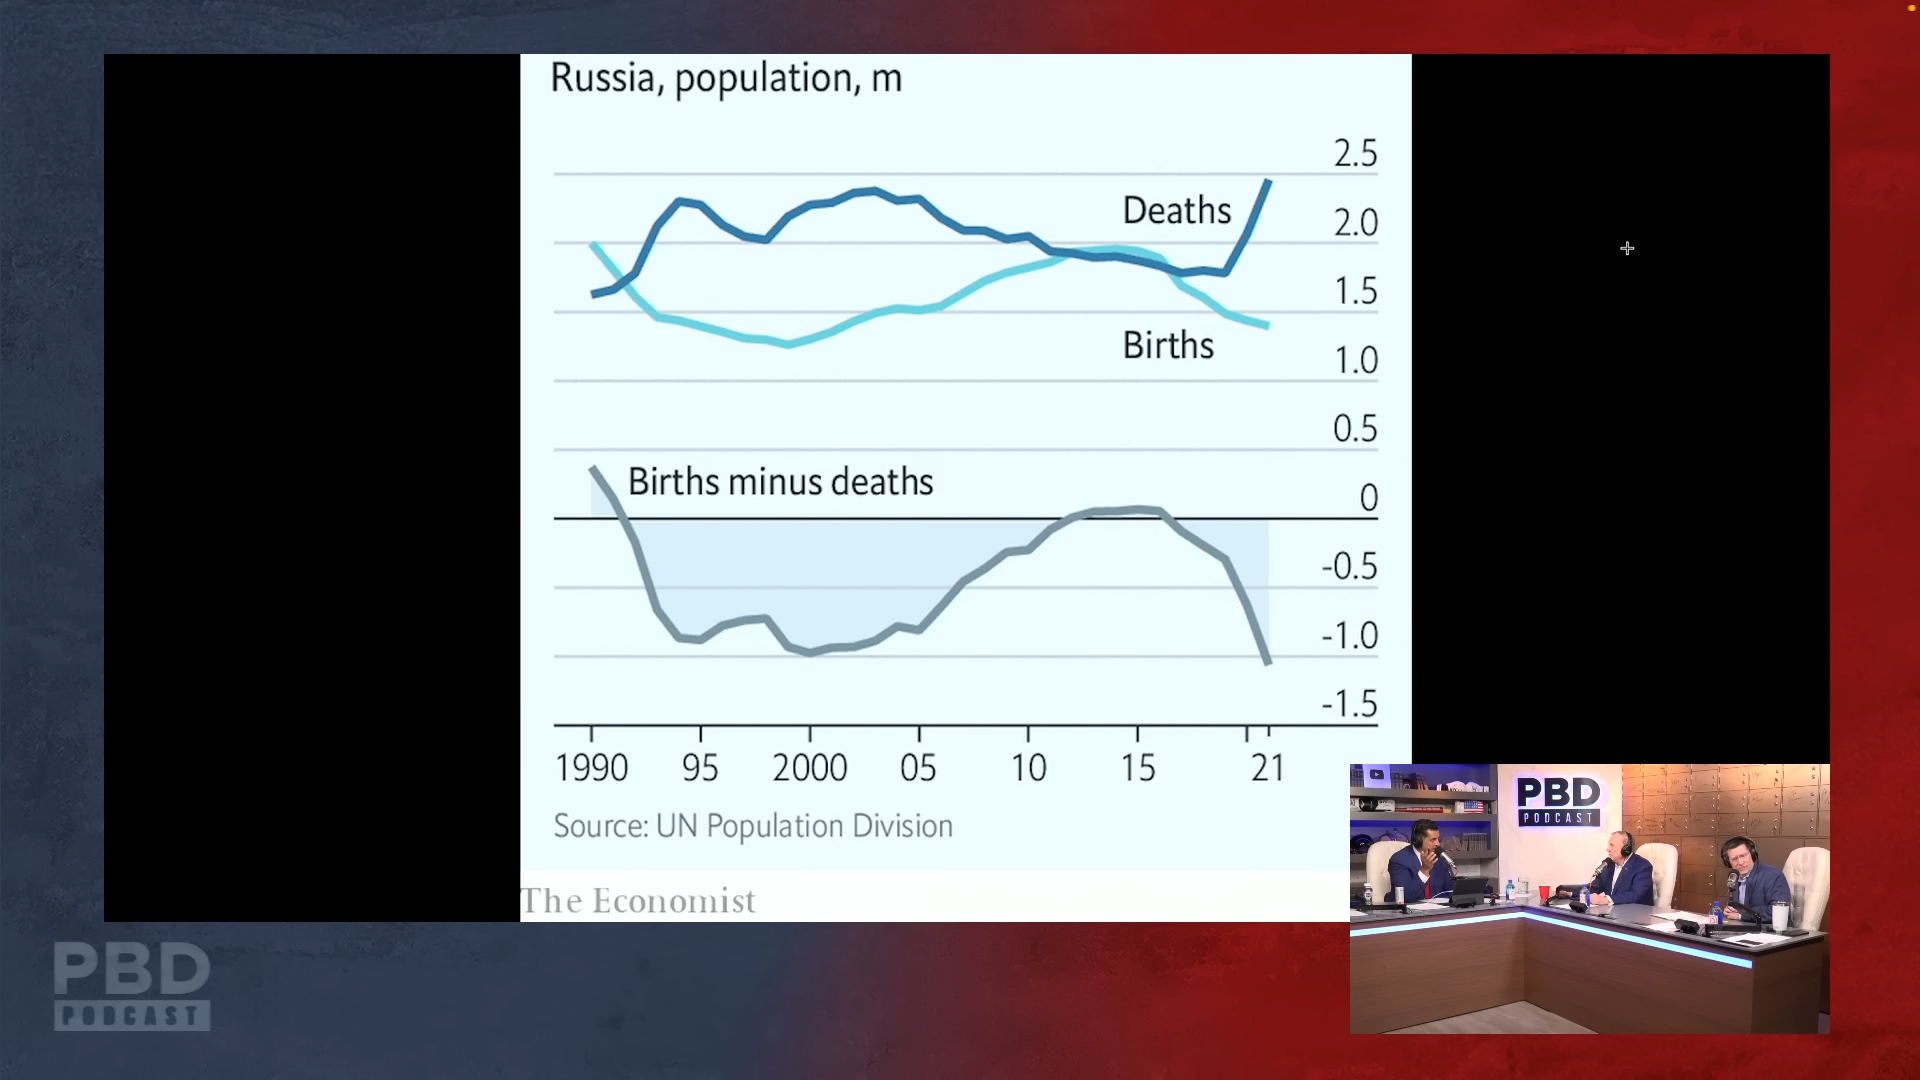 Russia, population, m
2.5
Deaths
2.0
1.5
Births
1.0
0.5
Births minus deaths
0
-0.5
-1.0
-1.5
1990 95 2000 05 10 15 21
Source: UN Population Division
The Economist
PBD
PODCAST
PBD
PODCAST